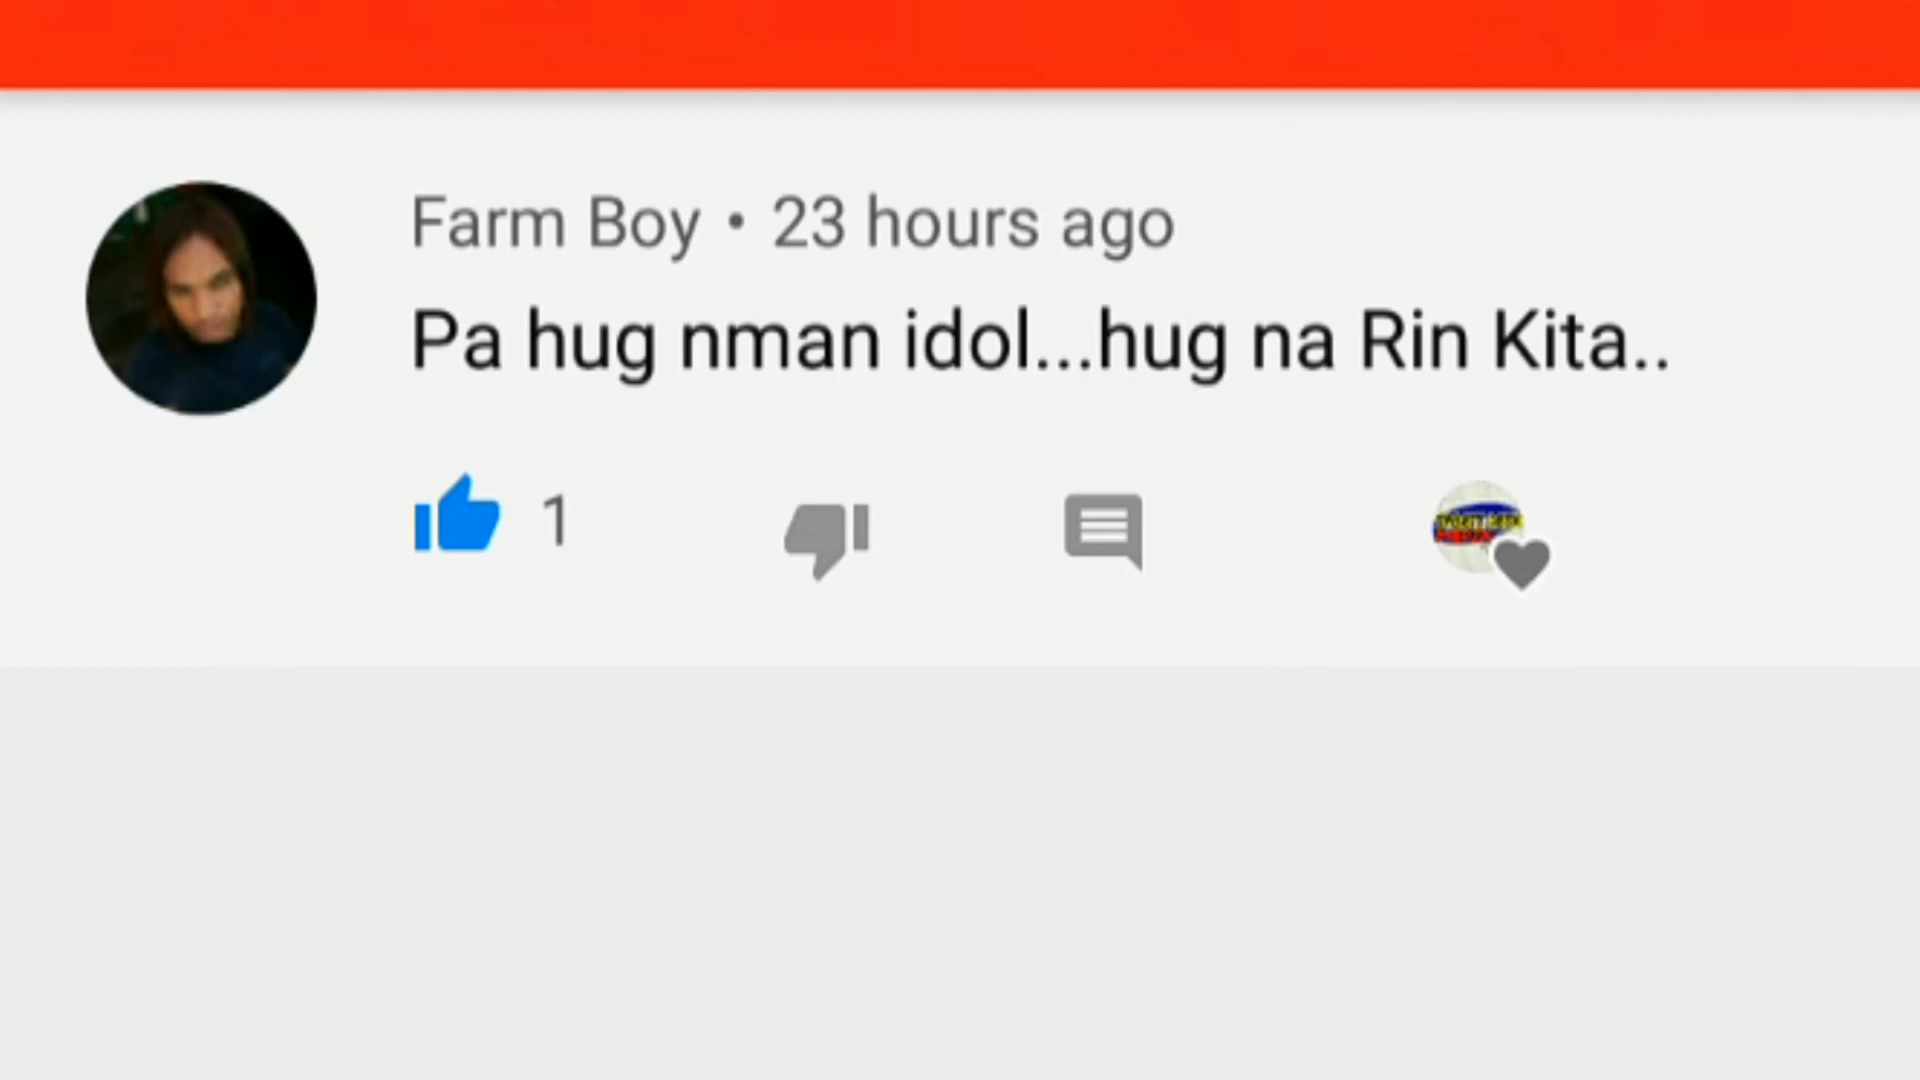 Farm Boy • 23 hours ago
Pa hug nman idol...hug na Rin Kita..
1